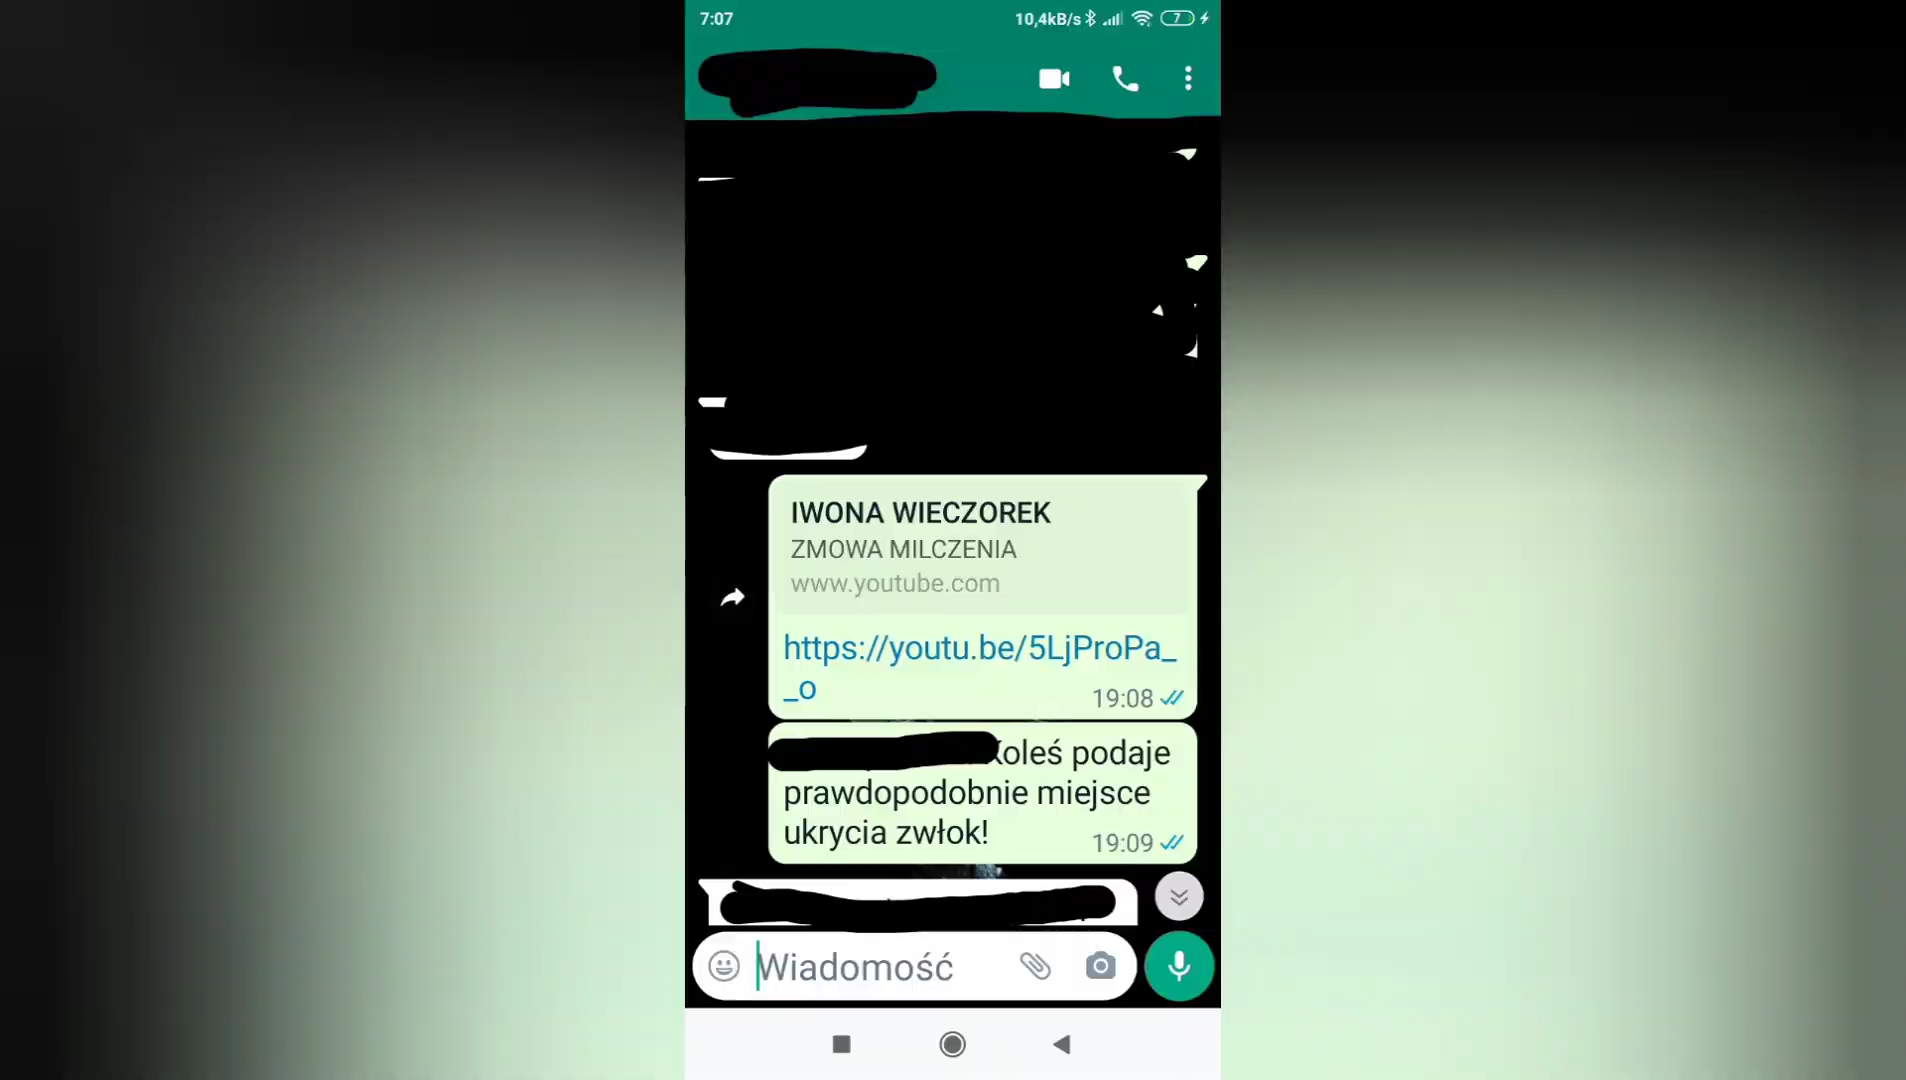 7:07
10,4kB/s
7
IWONA WIECZOREK
ZMOWA MILCZENIA
www.youtube.com
https://youtu.be/5LjProPa_
_o
19:08
Koleś podaje
prawdopodobnie miejsce
ukrycia zwłok!
19:09
Wiadomość